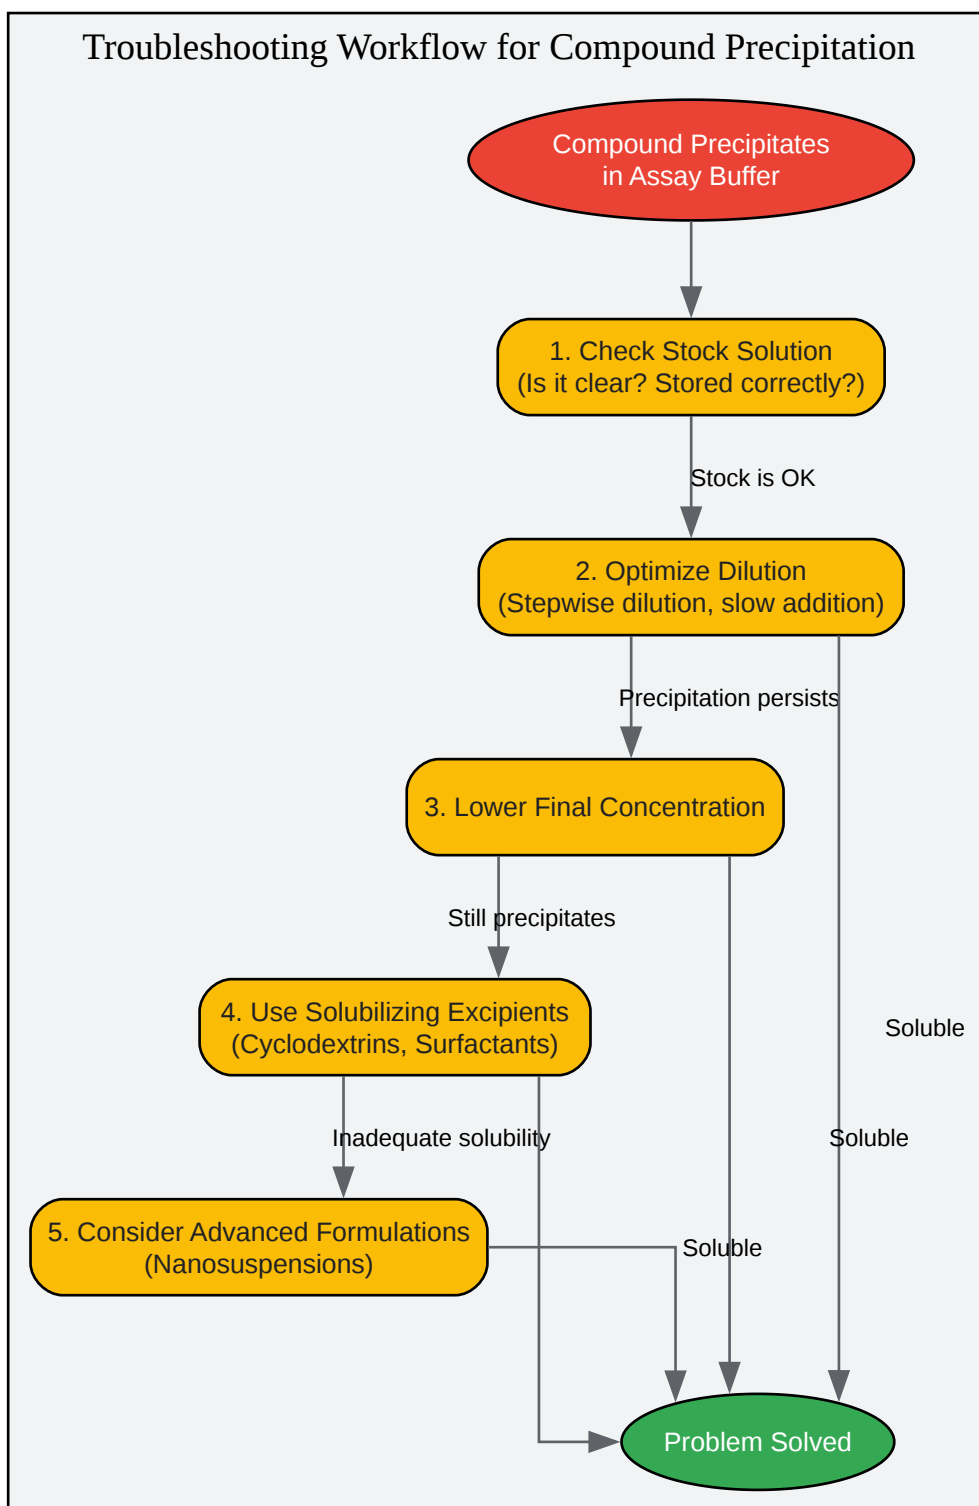 Troubleshooting Workflow for Compound Precipitation
Compound Precipitates
in Assay Buffer
1. Check Stock Solution
(Is it clear? Stored correctly?)
Stock is OK
2. Optimize Dilution
(Stepwise dilution, slow addition)
Precipitation persists
3. Lower Final Concentration
Still precipitates
4. Use Solubilizing Excipients
(Cyclodextrins, Surfactants)
Soluble
Inadequate solubility
Soluble
5. Consider Advanced Formulations
(Nanosuspensions)
Soluble
Problem Solved